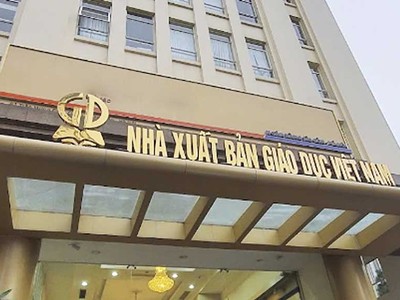 NHÀ XUẤT BẢN GIÁO DỤC VIỆT NAM